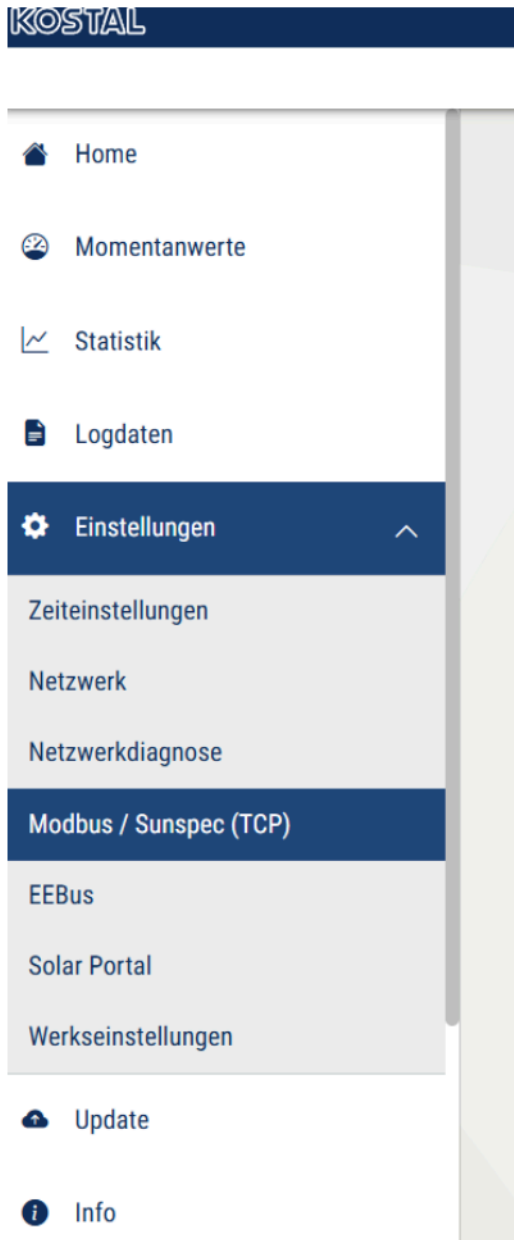 KOSTAL
Home
Momentanwerte
Statistik
Logdaten
Einstellungen
Zeiteinstellungen
Netzwerk
Netzwerkdiagnose
Modbus / Sunspec (TCP)
EEBus
Solar Portal
Werkseinstellungen
Update
Info